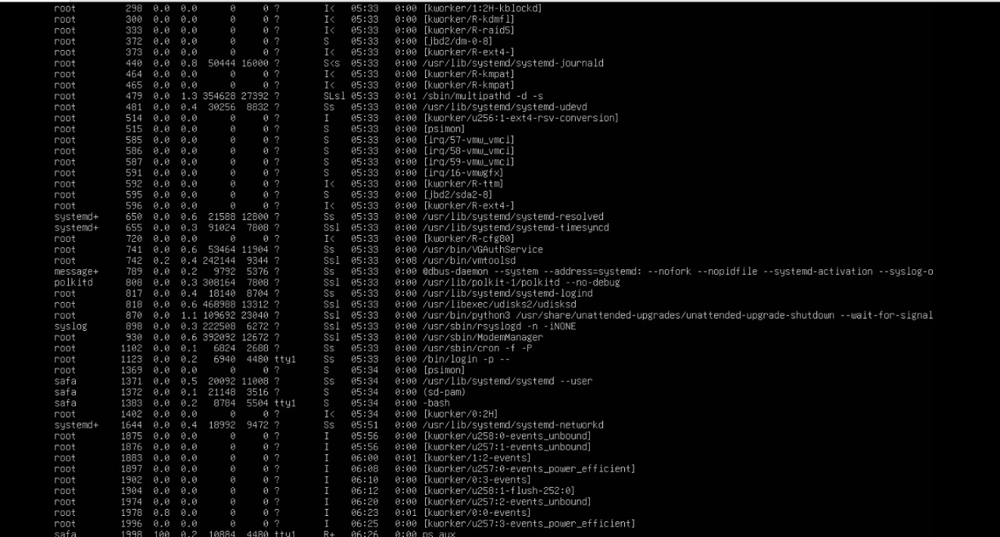 root 298 0.0 0.0 0 0 ? I< 05:33 0:00 [kworker/1:2H-kblockd]
root 300 0.0 0.0 0 0 ? I< 05:33 0:00 [kworker/R-kdmfl]
root 333 0.0 0.0 0 0 ? I< 05:33 0:00 [kworker/R-raid5]
root 372 0.0 0.0 0 0 ? S 05:33 0:00 [jbd2/dm-0-8]
root 373 0.0 0.0 0 0 ? I< 05:33 0:00 [kworker/R-ext4-]
root 440 0.0 0.8 50444 16000 ? S<s 05:33 0:00 /usr/lib/systemd/systemd-journald
root 464 0.0 0.0 0 0 ? I< 05:33 0:00 [kworker/R-kmpat]
root 465 0.0 0.0 0 0 ? I< 05:33 0:00 [kworker/R-kmpat]
root 479 0.0 1.3 354628 27392 ? SLsl 05:33 0:01 /sbin/multipathd -d -s
root 481 0.0 0.4 30256 8832 ? Ss 05:33 0:00 /usr/lib/systemd/systemd-udevd
root 514 0.0 0.0 0 0 ? I 05:33 0:00 [kworker/u256:1-ext4-rsv-conversion]
root 515 0.0 0.0 0 0 ? S 05:33 0:00 [psimon]
root 585 0.0 0.0 0 0 ? S 05:33 0:00 [irq/57-vmw_vmci]
root 586 0.0 0.0 0 0 ? S 05:33 0:00 [irq/58-vmw_vmci]
root 587 0.0 0.0 0 0 ? S 05:33 0:00 [irq/59-vmw_vmci]
root 591 0.0 0.0 0 0 ? S 05:33 0:00 [irq/16-vmwgfx]
root 592 0.0 0.0 0 0 ? I< 05:33 0:00 [kworker/R-ttm]
root 595 0.0 0.0 0 0 ? S 05:33 0:00 [jbd2/sda2-8]
root 596 0.0 0.0 0 0 ? I< 05:33 0:00 [kworker/R-ext4-]
systemd+ 650 0.0 0.6 21588 12800 ? Ss 05:33 0:00 /usr/lib/systemd/systemd-resolved
systemd+ 655 0.0 0.3 91024 7808 ? Ssl 05:33 0:00 /usr/lib/systemd/systemd-timesyncd
root 720 0.0 0.0 0 0 ? I< 05:33 0:00 [kworker/R-cfg80]
root 741 0.0 0.6 53464 11904 ? Ss 05:33 0:00 /usr/bin/VGAuthService
root 742 0.2 0.4 242144 9344 ? Ssl 05:33 0:08 /usr/bin/vmtoolsd
message+ 789 0.0 0.2 9792 5376 ? Ss 05:33 0:00 @dbus-daemon --system --address=systemd: --nofork --nopidfile --systemd-activation --syslog-o
polkitd 808 0.0 0.3 308164 7808 ? Ssl 05:33 0:00 /usr/lib/polkit-1/polkitd --no-debug
root 817 0.0 0.4 18140 8704 ? Ss 05:33 0:00 /usr/lib/systemd/systemd-logind
root 818 0.0 0.6 468988 13312 ? Ssl 05:33 0:00 /usr/libexec/udisks2/udisksd
root 870 0.0 1.1 109692 23040 ? Ssl 05:33 0:00 /usr/bin/python3 /usr/share/unattended-upgrades/unattended-upgrade-shutdown --wait-for-signal
syslog 898 0.0 0.3 222508 6272 ? Ssl 05:33 0:00 /usr/sbin/rsyslogd -n -iNONE
root 930 0.0 0.6 392092 12672 ? Ssl 05:33 0:00 /usr/sbin/ModemManager
root 1102 0.0 0.1 6824 2688 ? Ss 05:33 0:00 /usr/sbin/cron -f -P
root 1123 0.0 0.2 6940 4480 tty1 Ss 05:33 0:00 /bin/login -p --
root 1369 0.0 0.0 0 0 ? S 05:34 0:00 [psimon]
safa 1371 0.0 0.5 20092 11008 ? Ss 05:34 0:00 /usr/lib/systemd/systemd --user
safa 1372 0.0 0.1 21148 3516 ? S 05:34 0:00 (sd-pam)
safa 1383 0.0 0.2 8784 5504 tty1 S 05:34 0:00 -bash
root 1402 0.0 0.0 0 0 ? I< 05:34 0:00 [kworker/0:2H]
systemd+ 1644 0.0 0.4 18992 9472 ? Ss 05:51 0:00 /usr/lib/systemd/systemd-networkd
root 1875 0.0 0.0 0 0 ? I 05:56 0:00 [kworker/u258:0-events_unbound]
root 1876 0.0 0.0 0 0 ? I 05:56 0:00 [kworker/u257:1-events_unbound]
root 1883 0.0 0.0 0 0 ? I 06:00 0:01 [kworker/1:2-events]
root 1897 0.0 0.0 0 0 ? I 06:08 0:00 [kworker/u257:0-events_power_efficient]
root 1902 0.0 0.0 0 0 ? I 06:10 0:00 [kworker/0:3-events]
root 1904 0.0 0.0 0 0 ? I 06:12 0:00 [kworker/u258:1-flush-252:0]
root 1974 0.0 0.0 0 0 ? I 06:20 0:00 [kworker/u257:2-events_unbound]
root 1978 0.8 0.0 0 0 ? I 06:23 0:01 [kworker/0:0-events]
root 1996 0.0 0.0 0 0 ? I 06:25 0:00 [kworker/u257:3-events_power_efficient]
safa 1998 100 0.2 10884 4480 tty1 R+ 06:26 0:00 ps aux